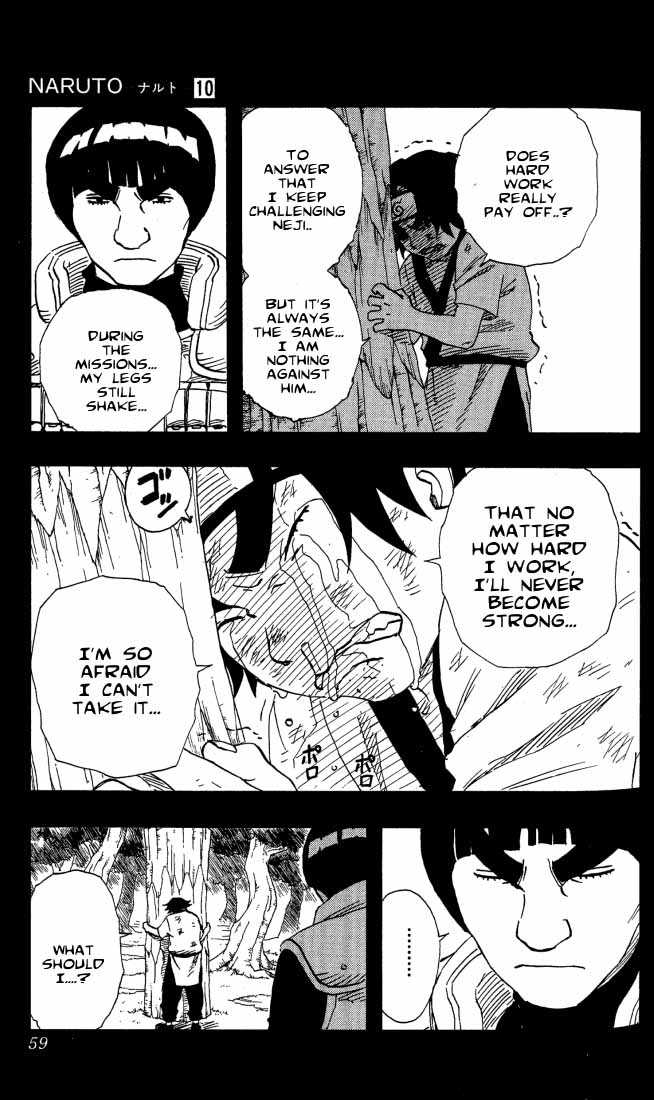 NARUTO ナルト 10
DOES
HARD
WORK
REALLY
PAY OFF..?
TO
ANSWER
THAT
I KEEP
CHALLENGING
NEJI..
BUT IT'S
ALWAYS
THE SAME...
I AM
NOTHING
AGAINST
HIM...
DURING
THE
MISSIONS...
MY LEGS
STILL
SHAKE...
THAT NO
MATTER
HOW HARD
I WORK,
I'LL NEVER
BECOME
STRONG...
ゴッ
I'M SO
AFRAID
I CAN'T
TAKE IT...
ポロ
ポロ
.........
WHAT
SHOULD
I....?
59